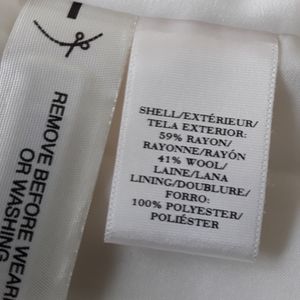 REMOVE BEFORE WEARI
OR WASHING
SHELL/EXTÉRIEUR/
TELA EXTERIOR:
59% RAYON/
RAYONNE/RAYÓN
41% WOOL/
LAINE/LANA
LINING/DOUBLURE/
FORRO:
100% POLYESTER/
POLIÉSTER